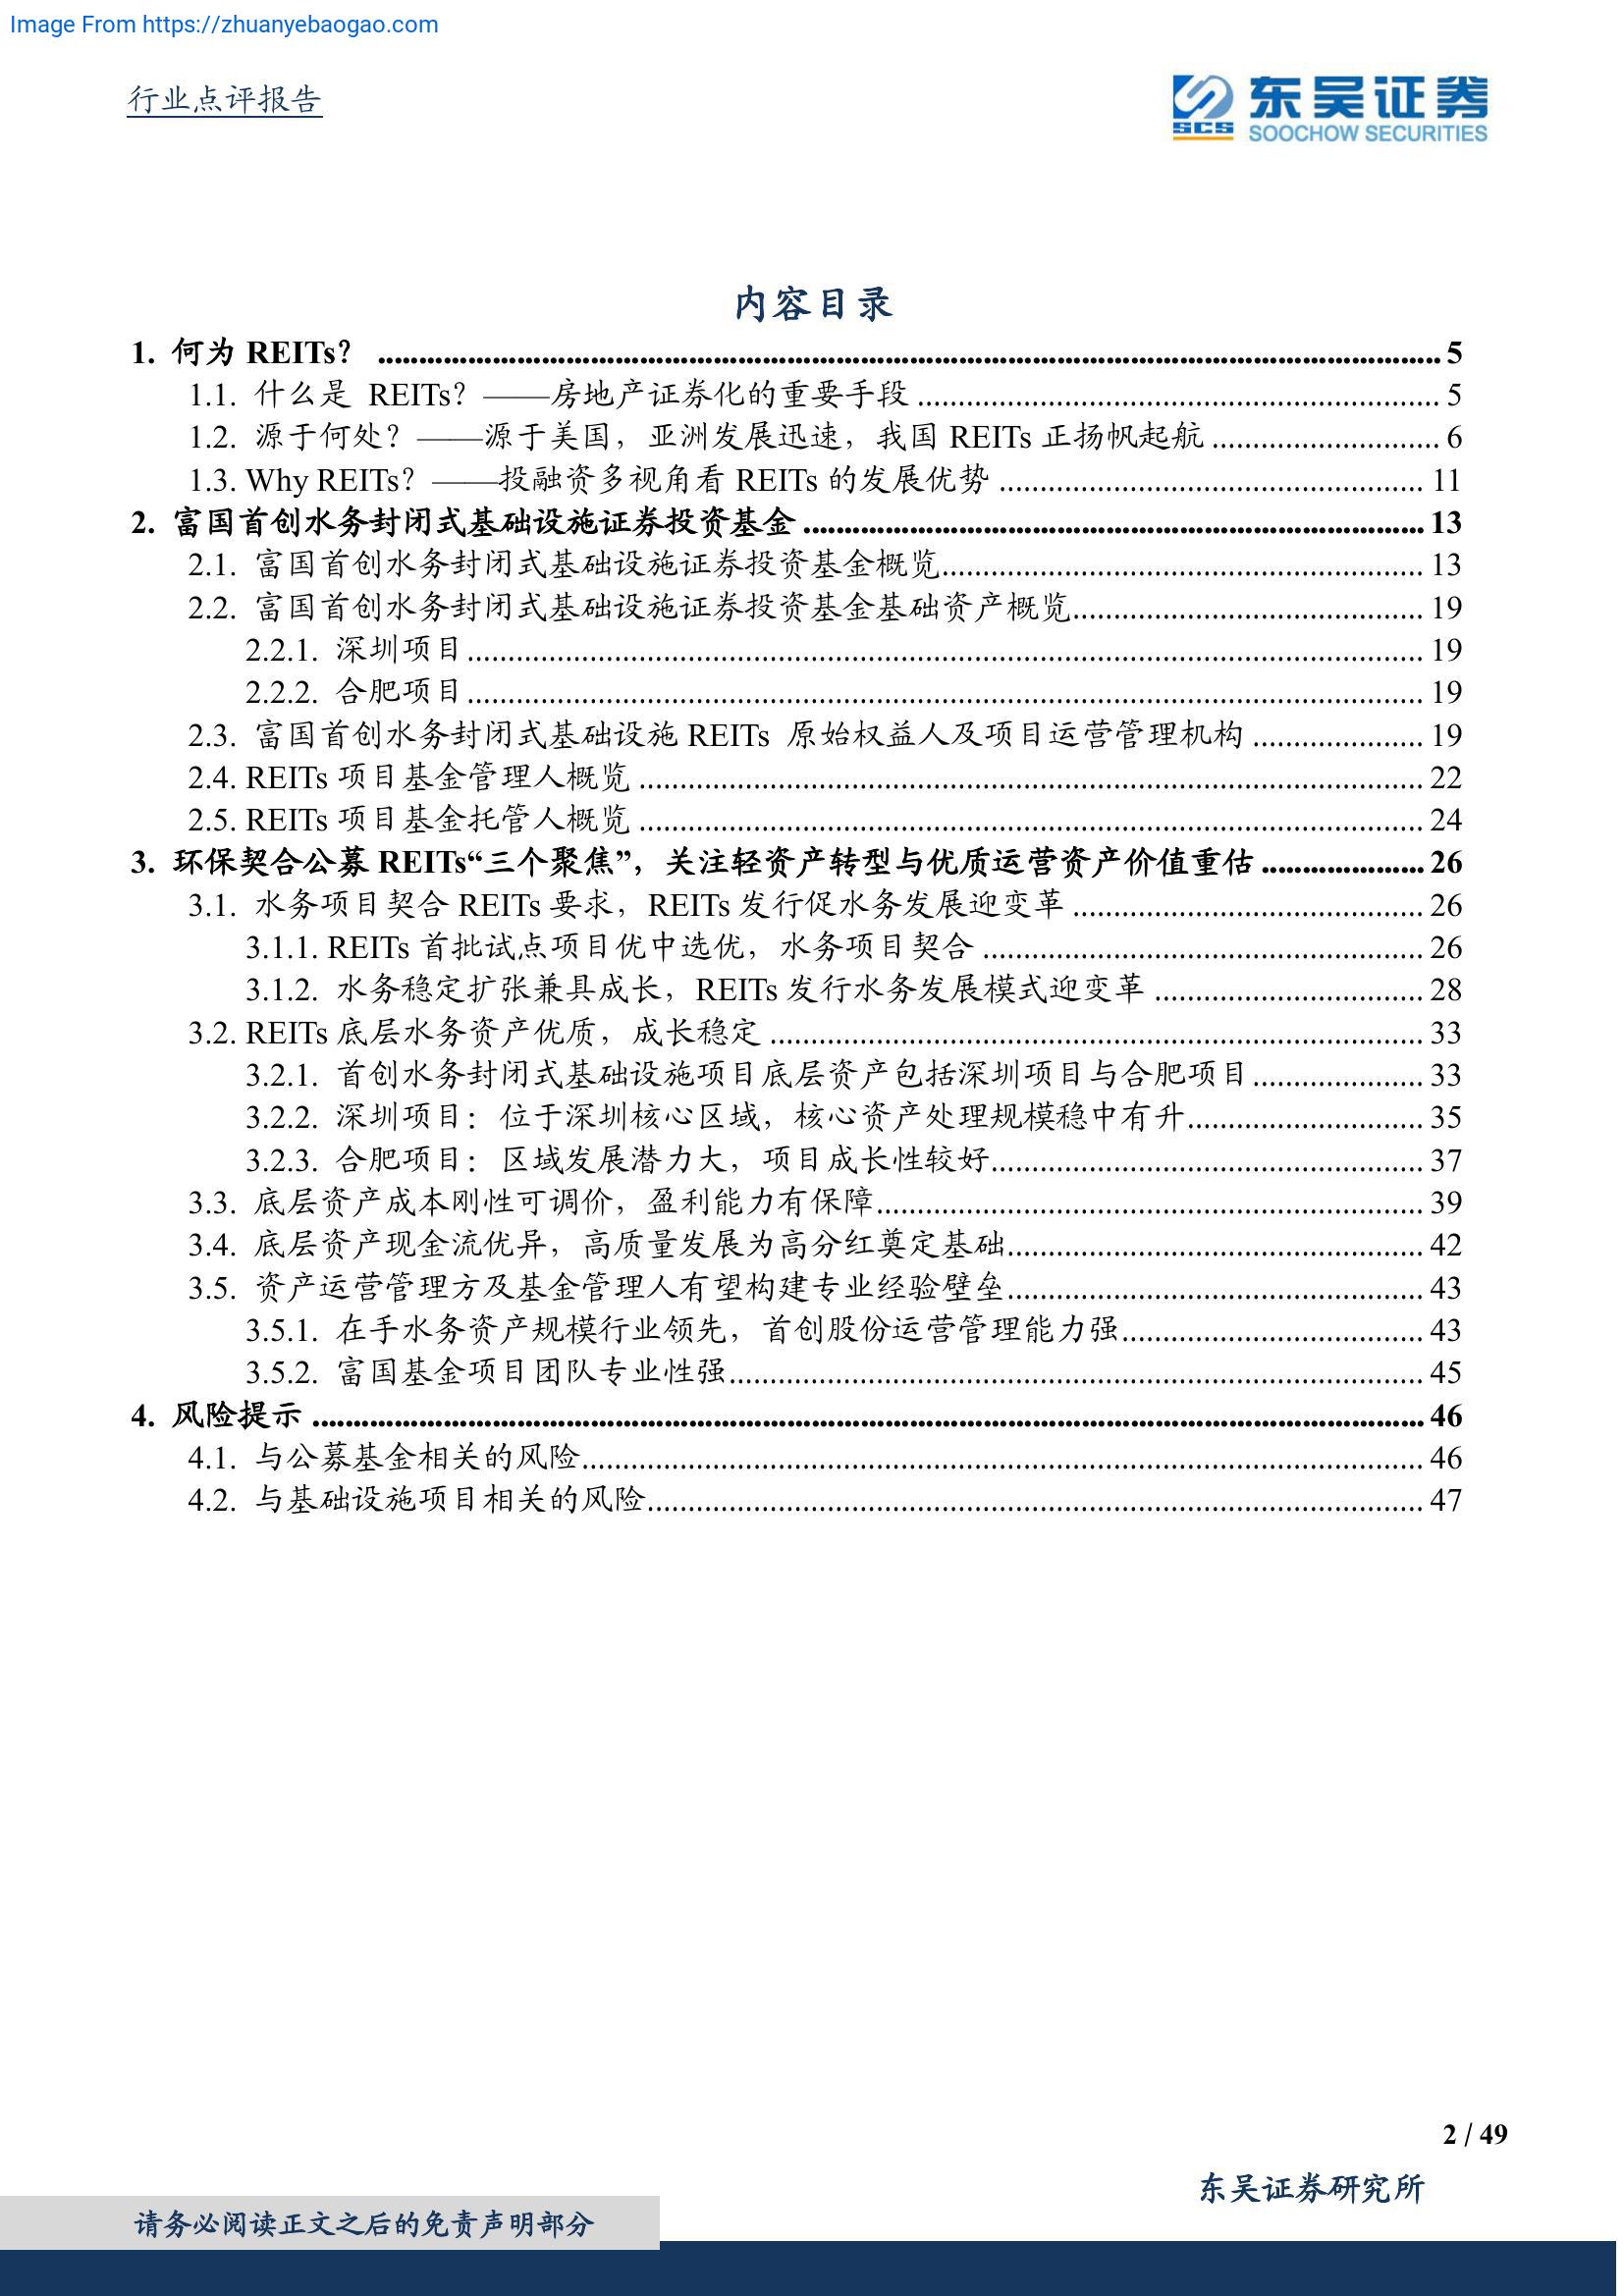 Image From https://zhuanyebaogao.com
行业点评报告
东吴证券
SCS
SOOCHOW SECURITIES
内容目录
1. 何为 REITs? ........ 5
1.1. 什么是 REITs?——房地产证券化的重要手段 ........ 5
1.2. 源于何处?——源于美国,亚洲发展迅速,我国 REITs 正扬帆起航 ........ 6
1.3. Why REITs?——投融资多视角看 REITs 的发展优势 ........ 11
2. 富国首创水务封闭式基础设施证券投资基金 ........ 13
2.1. 富国首创水务封闭式基础设施证券投资基金概览 ........ 13
2.2. 富国首创水务封闭式基础设施证券投资基金基础资产概览 ........ 19
2.2.1. 深圳项目 ........ 19
2.2.2. 合肥项目 ........ 19
2.3. 富国首创水务封闭式基础设施 REITs 原始权益人及项目运营管理机构 ........ 19
2.4. REITs 项目基金管理人概览 ........ 22
2.5. REITs 项目基金托管人概览 ........ 24
3. 环保契合公募 REITs“三个聚焦”,关注轻资产转型与优质运营资产价值重估 ........ 26
3.1. 水务项目契合 REITs 要求,REITs 发行促水务发展迎变革 ........ 26
3.1.1. REITs 首批试点项目优中选优,水务项目契合 ........ 26
3.1.2. 水务稳定扩张兼具成长,REITs 发行水务发展模式迎变革 ........ 28
3.2. REITs 底层水务资产优质,成长稳定 ........ 33
3.2.1. 首创水务封闭式基础设施项目底层资产包括深圳项目与合肥项目 ........ 33
3.2.2. 深圳项目:位于深圳核心区域,核心资产处理规模稳中有升 ........ 35
3.2.3. 合肥项目:区域发展潜力大,项目成长性较好 ........ 37
3.3. 底层资产成本刚性可调价,盈利能力有保障 ........ 39
3.4. 底层资产现金流优异,高质量发展为高分红奠定基础 ........ 42
3.5. 资产运营管理方及基金管理人有望构建专业经验壁垒 ........ 43
3.5.1. 在手水务资产规模行业领先,首创股份运营管理能力强 ........ 43
3.5.2. 富国基金项目团队专业性强 ........ 45
4. 风险提示 ........ 46
4.1. 与公募基金相关的风险 ........ 46
4.2. 与基础设施项目相关的风险 ........ 47
2 / 49
东吴证券研究所
请务必阅读正文之后的免责声明部分